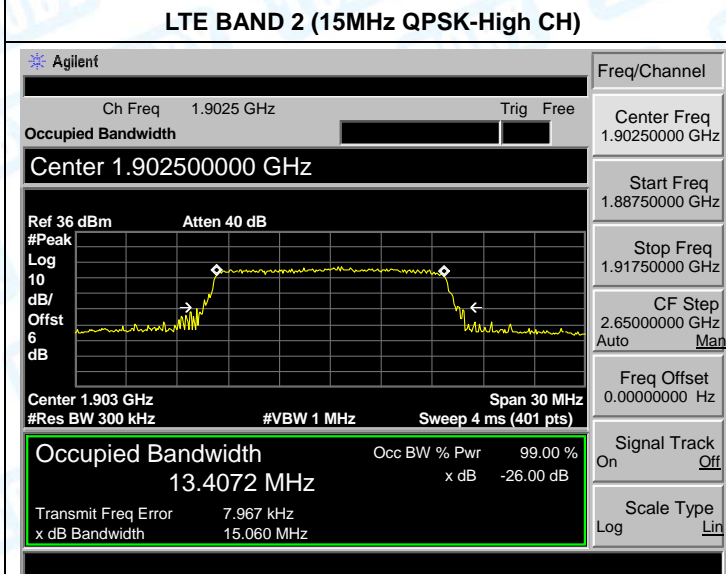 LTE BAND 2 (15MHz QPSK-High CH)
Agilent
Freq/Channel
Ch Freq 1.9025 GHz Trig Free
Occupied Bandwidth
Center 1.902500000 GHz
Ref 36 dBm Atten 40 dB
#Peak
Log
10
dB/
Offst
6
dB
Center 1.903 GHz Span 30 MHz
#Res BW 300 kHz #VBW 1 MHz Sweep 4 ms (401 pts)
Occupied Bandwidth Occ BW % Pwr 99.00 %
13.4072 MHz x dB -26.00 dB
Transmit Freq Error 7.967 kHz
x dB Bandwidth 15.060 MHz
Center Freq
1.90250000 GHz
Start Freq
1.88750000 GHz
Stop Freq
1.91750000 GHz
CF Step
2.65000000 GHz
Auto Man
Freq Offset
0.00000000 Hz
Signal Track
On Off
Scale Type
Log Lin